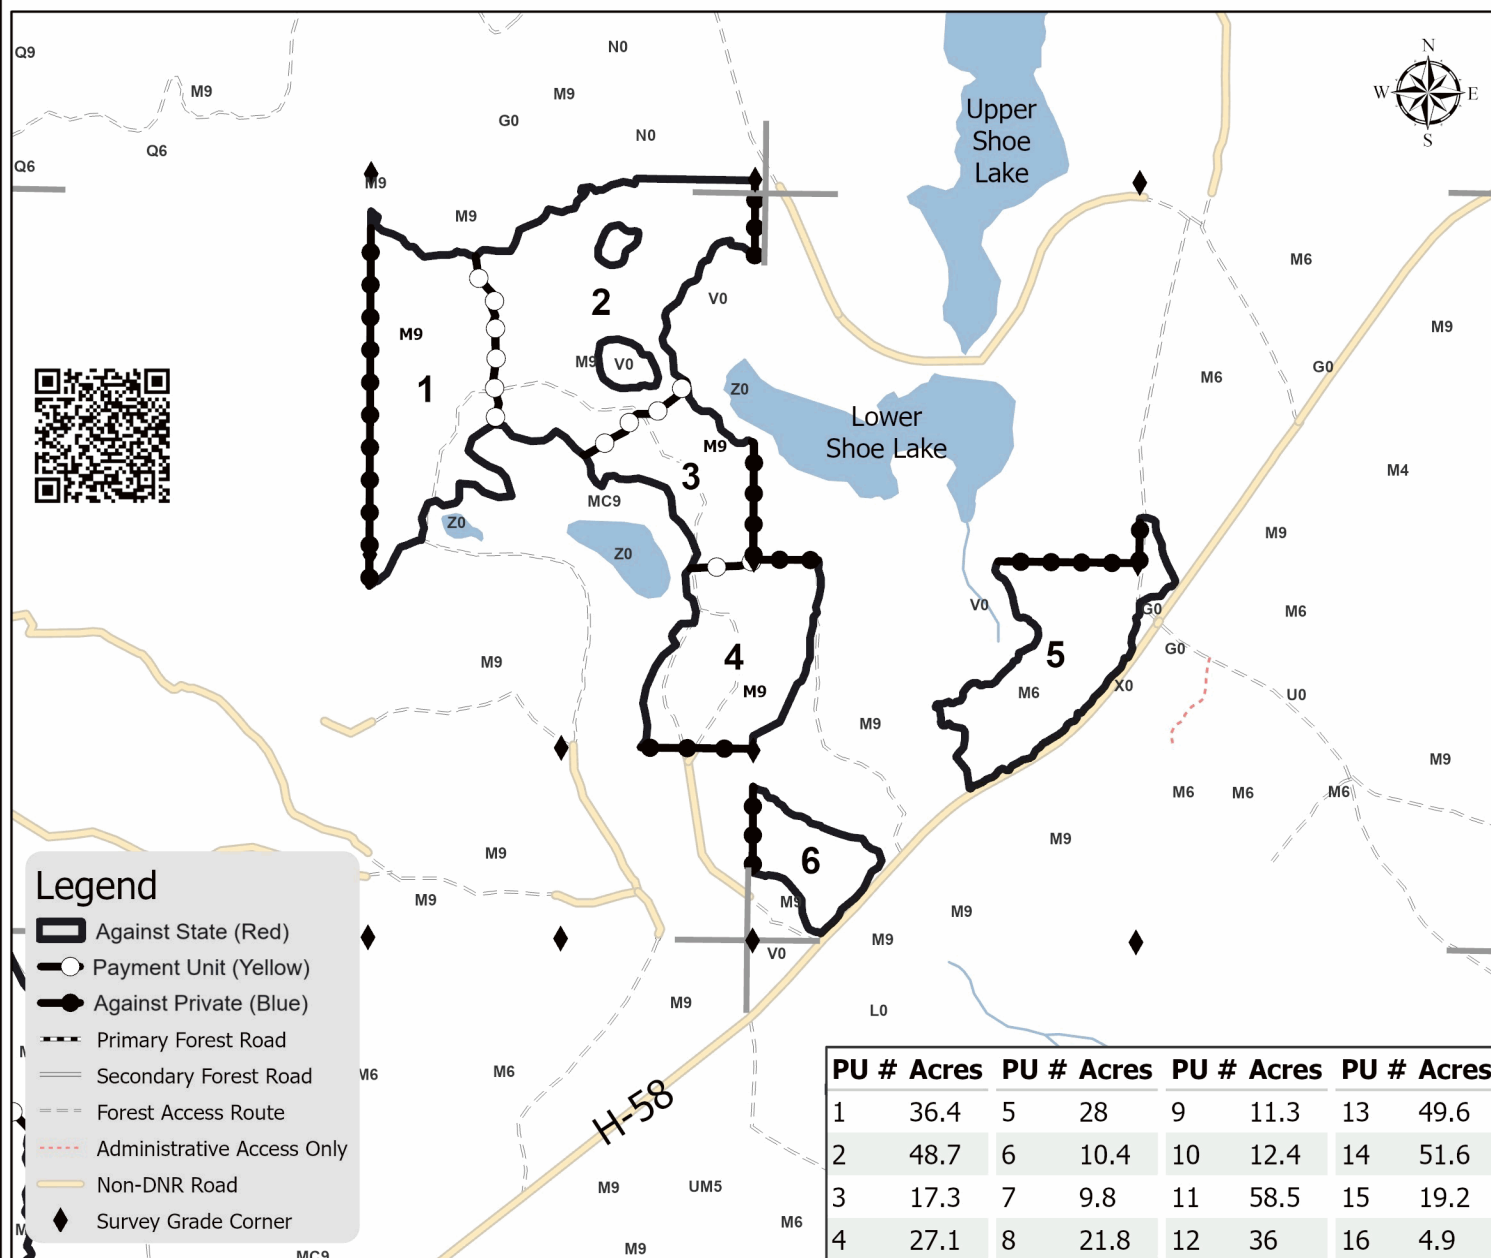 Q9
N0
N
M9
M9
Upper
Shoe
Lake
W
E
G0
N0
S
Q6
Q6
M9
M9
M6
2
V0
M9
M9
M9
V0
G0
M6
1
Z0
Lower
Shoe Lake
M9
M4
3
MC9
Z0
Z0
M9
V0
G0
M6
4
5
G0
M9
M9
M6
X0
U0
M9
M9
M6
M6
M6
M9
M9
6
M9
M9
M9
M9
V0
M9
L0
Legend
Against State (Red)
Payment Unit (Yellow)
Against Private (Blue)
Primary Forest Road
Secondary Forest Road
Forest Access Route
Administrative Access Only
Non-DNR Road
Survey Grade Corner
M6
M6
H-58
M9
UM5
M6
M9
MC9
PU # Acres PU # Acres PU # Acres PU # Acres
1 36.4 5 28 9 11.3 13 49.6
2 48.7 6 10.4 10 12.4 14 51.6
3 17.3 7 9.8 11 58.5 15 19.2
4 27.1 8 21.8 12 36 16 4.9